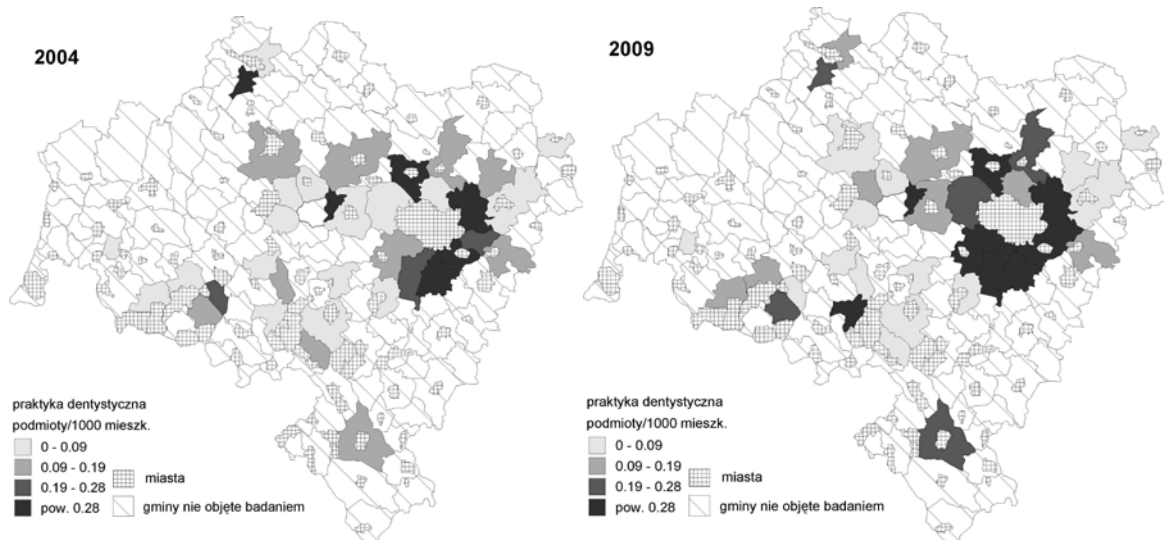 2004
praktyka dentystyczna
podmioty/1000 mieszk.
0 - 0.09
0.09 - 0.19
0.19 - 0.28
pow. 0.28
miasta
gminy nie objęte badaniem
2009
praktyka dentystyczna
podmioty/1000 mieszk.
0 - 0.09
0.09 - 0.19
0.19 - 0.28
pow. 0.28
miasta
gminy nie objęte badaniem